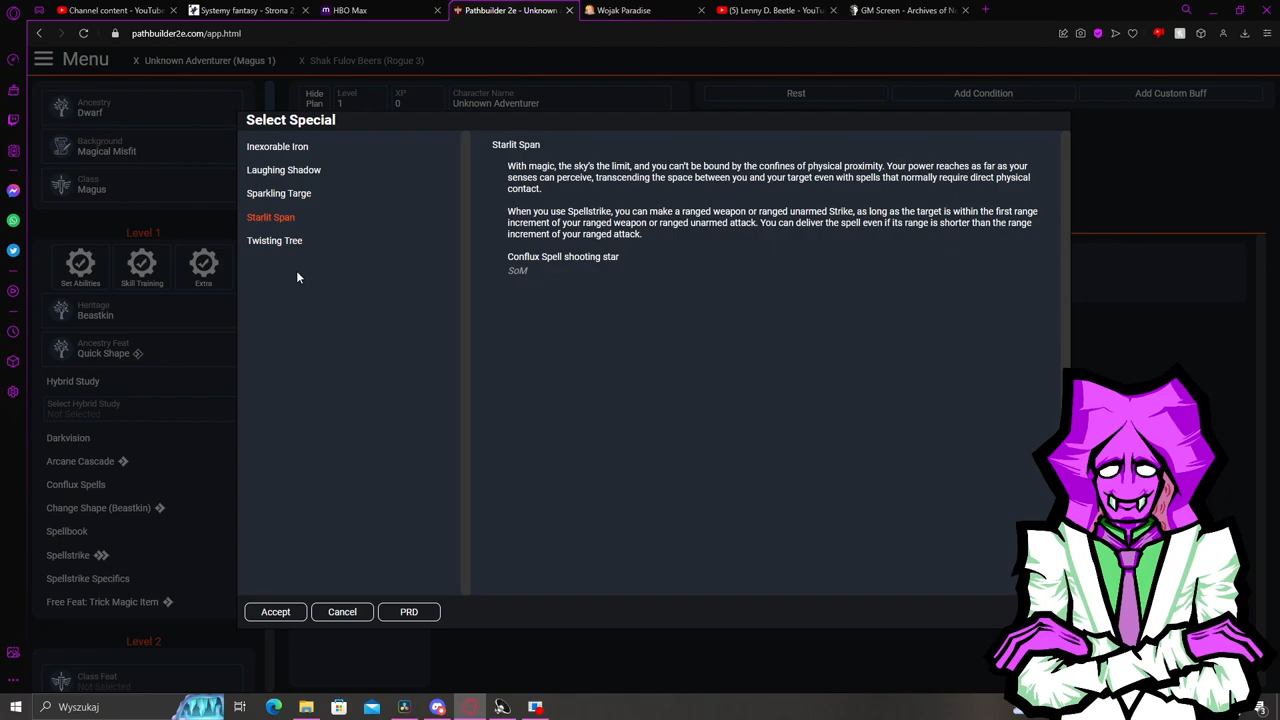 Channel content - YouTube
Systemy fantasy - Strona 2
HBO Max
Pathbuilder 2e - Unknown
Wojak Paradise
(5) Lenny D. Beetle - YouTu
GM Screen - Archives of N
pathbuilder2e.com/app.html
Menu
X Unknown Adventurer (Magus 1)
X Shak Fulov Beers (Rogue 3)
Ancestry
Dwarf
Background
Magical Misfit
Class
Magus
Hide
Plan
Level
1
XP
0
Character Name
Unknown Adventurer
Rest
Add Condition
Add Custom Buff
Level 1
Set Abilities
Skill Training
Extra
Heritage
Beastkin
Ancestry Feat
Quick Shape
Hybrid Study
Select Hybrid Study
Not Selected
Darkvision
Arcane Cascade
Conflux Spells
Change Shape (Beastkin)
Spellbook
Spellstrike
Spellstrike Specifics
Free Feat: Trick Magic Item
Level 2
Class Feat
Not Selected
Select Special
Inexorable Iron
Laughing Shadow
Sparkling Targe
Starlit Span
Twisting Tree
Starlit Span
With magic, the sky's the limit, and you can't be bound by the confines of physical proximity. Your power reaches as far as your
senses can perceive, transcending the space between you and your target even with spells that normally require direct physical
contact.
When you use Spellstrike, you can make a ranged weapon or ranged unarmed Strike, as long as the target is within the first range
increment of your ranged weapon or ranged unarmed attack. You can deliver the spell even if its range is shorter than the range
increment of your ranged attack.
Conflux Spell shooting star
SoM
Accept
Cancel
PRD
Wyszukaj
3